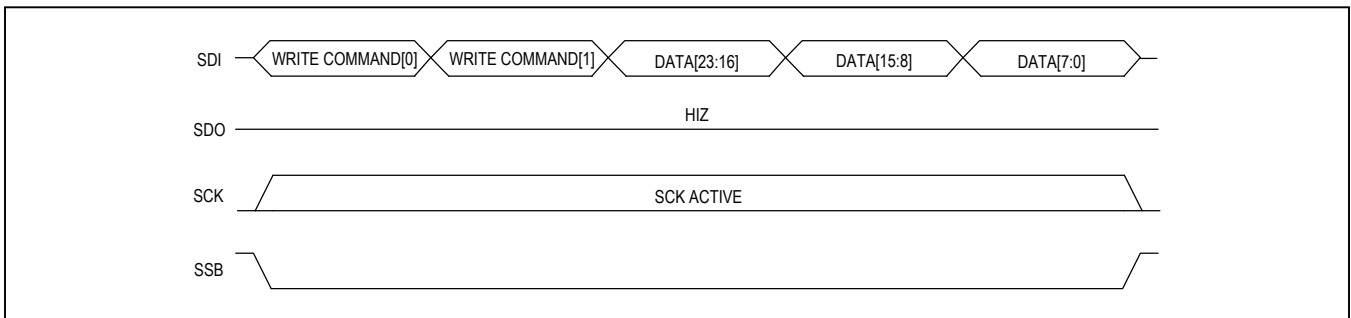 SDI WRITE COMMAND[0] WRITE COMMAND[1] DATA[23:16] DATA[15:8] DATA[7:0]
SDO HIZ
SCK SCK ACTIVE
SSB